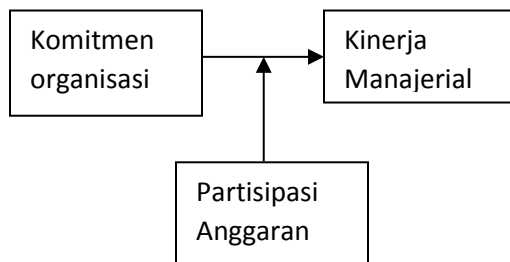 Komitmen
organisasi
Kinerja
Manajerial
Partisipasi
Anggaran